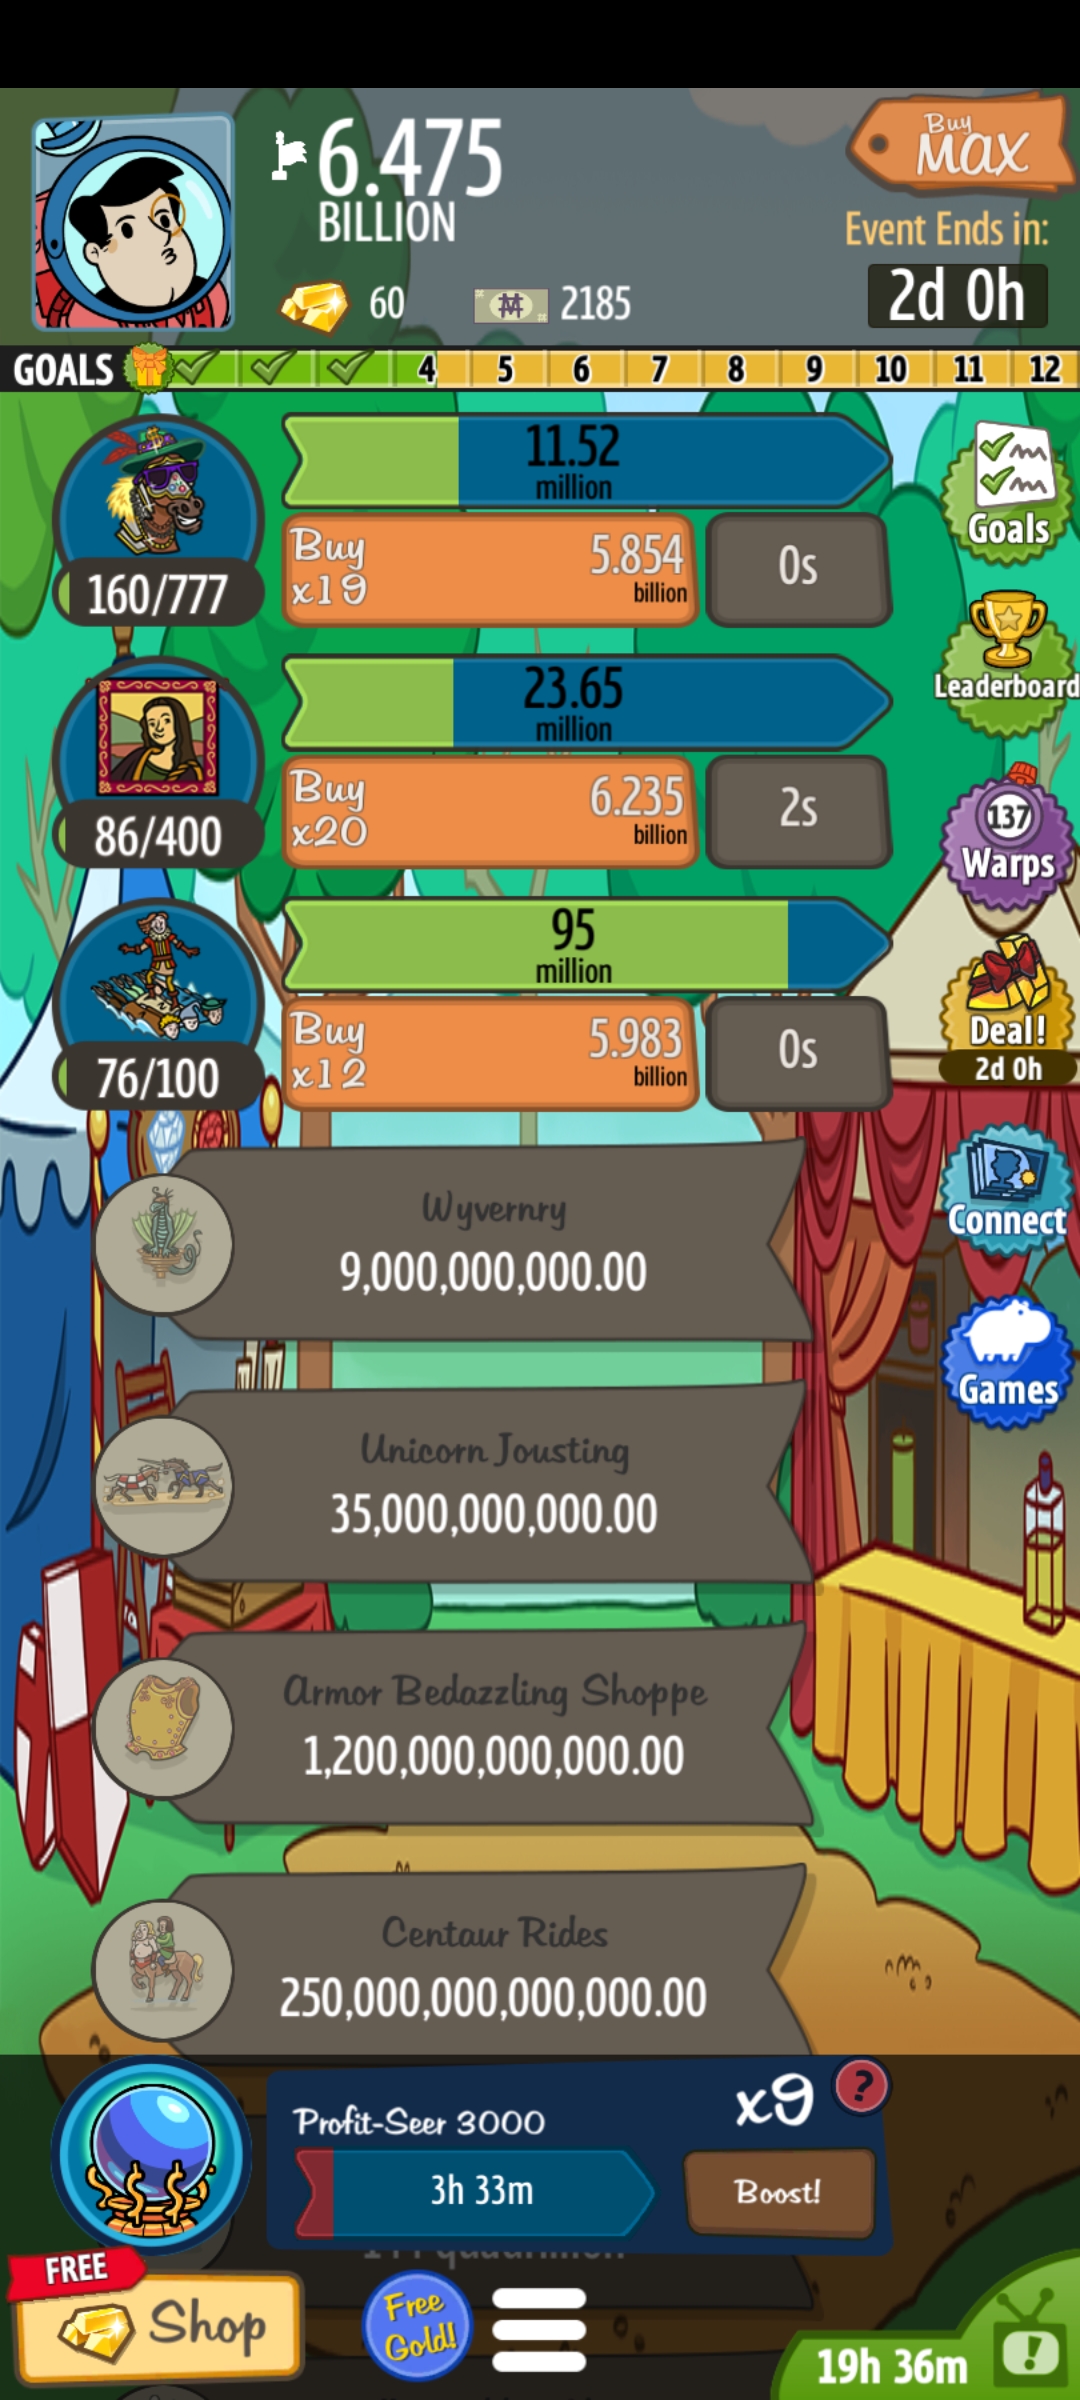 6.475
BILLION
Buy
MAX
Event Ends in:
2d 0h
60
2185
GOALS 4 5 6 7 8 9 10 11 12
11.52
million
Buy
x19
5.854
billion
0s
160/777
Goals
23.65
million
Leaderboard
Buy
x20
6.235
billion
2s
86/400
137
Warps
95
million
Buy
x12
5.983
billion
0s
76/100
Deal!
2d 0h
Wyvernry
9,000,000,000.00
Connect
Unicorn Jousting
35,000,000,000.00
Games
Armor Bedazzling Shoppe
1,200,000,000,000.00
Centaur Rides
250,000,000,000,000.00
Profit-Seer 3000
x9
?
3h 33m
Boost!
FREE
Shop
Free
Gold!
19h 36m